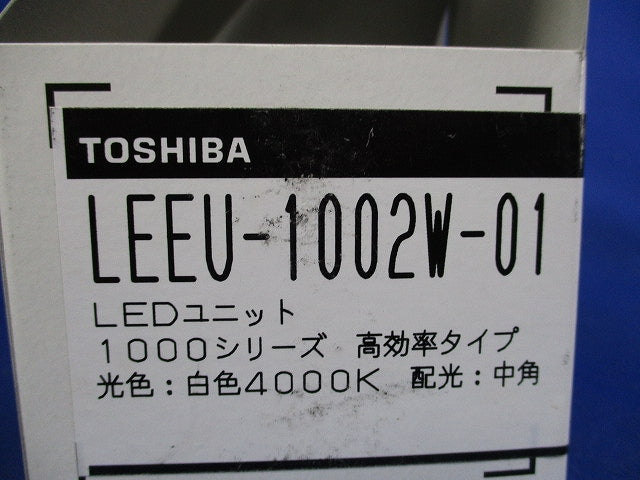 TOSHIBA
LEEU-1002W-01
LEDユニット
1000シリーズ 高効率タイプ
光色：白色4000K 配光：中角